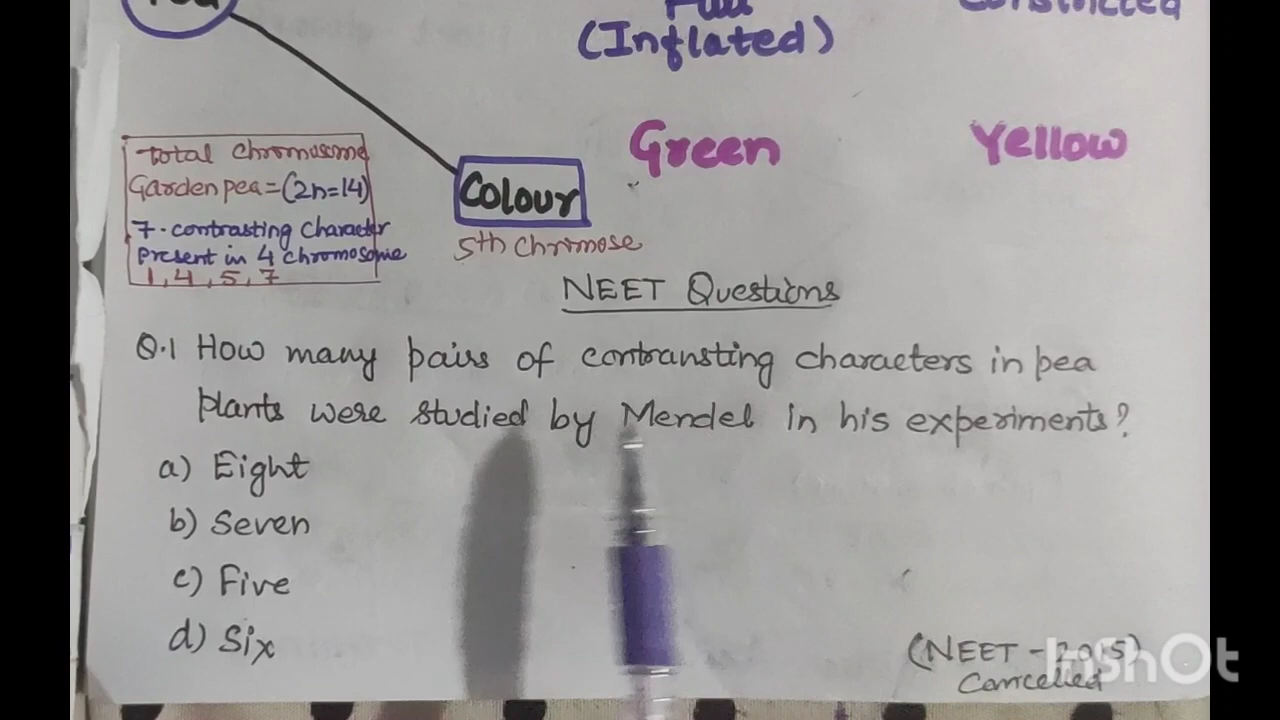 (Inflated)
Constricted
Green
Yellow
Total Chromosome
Garden pea = (2n=14)
7 - contrasting character
present in 4 chromosome
1, 4, 5, 7
Colour
5th Chromose
NEET Questions
Q.1 How many pairs of contransting characters in pea
plants were studied by Mendel in his experiments?
a) Eight
b) Seven
c) Five
d) Six
(NEET - 2015)
Cancelled
InShOt